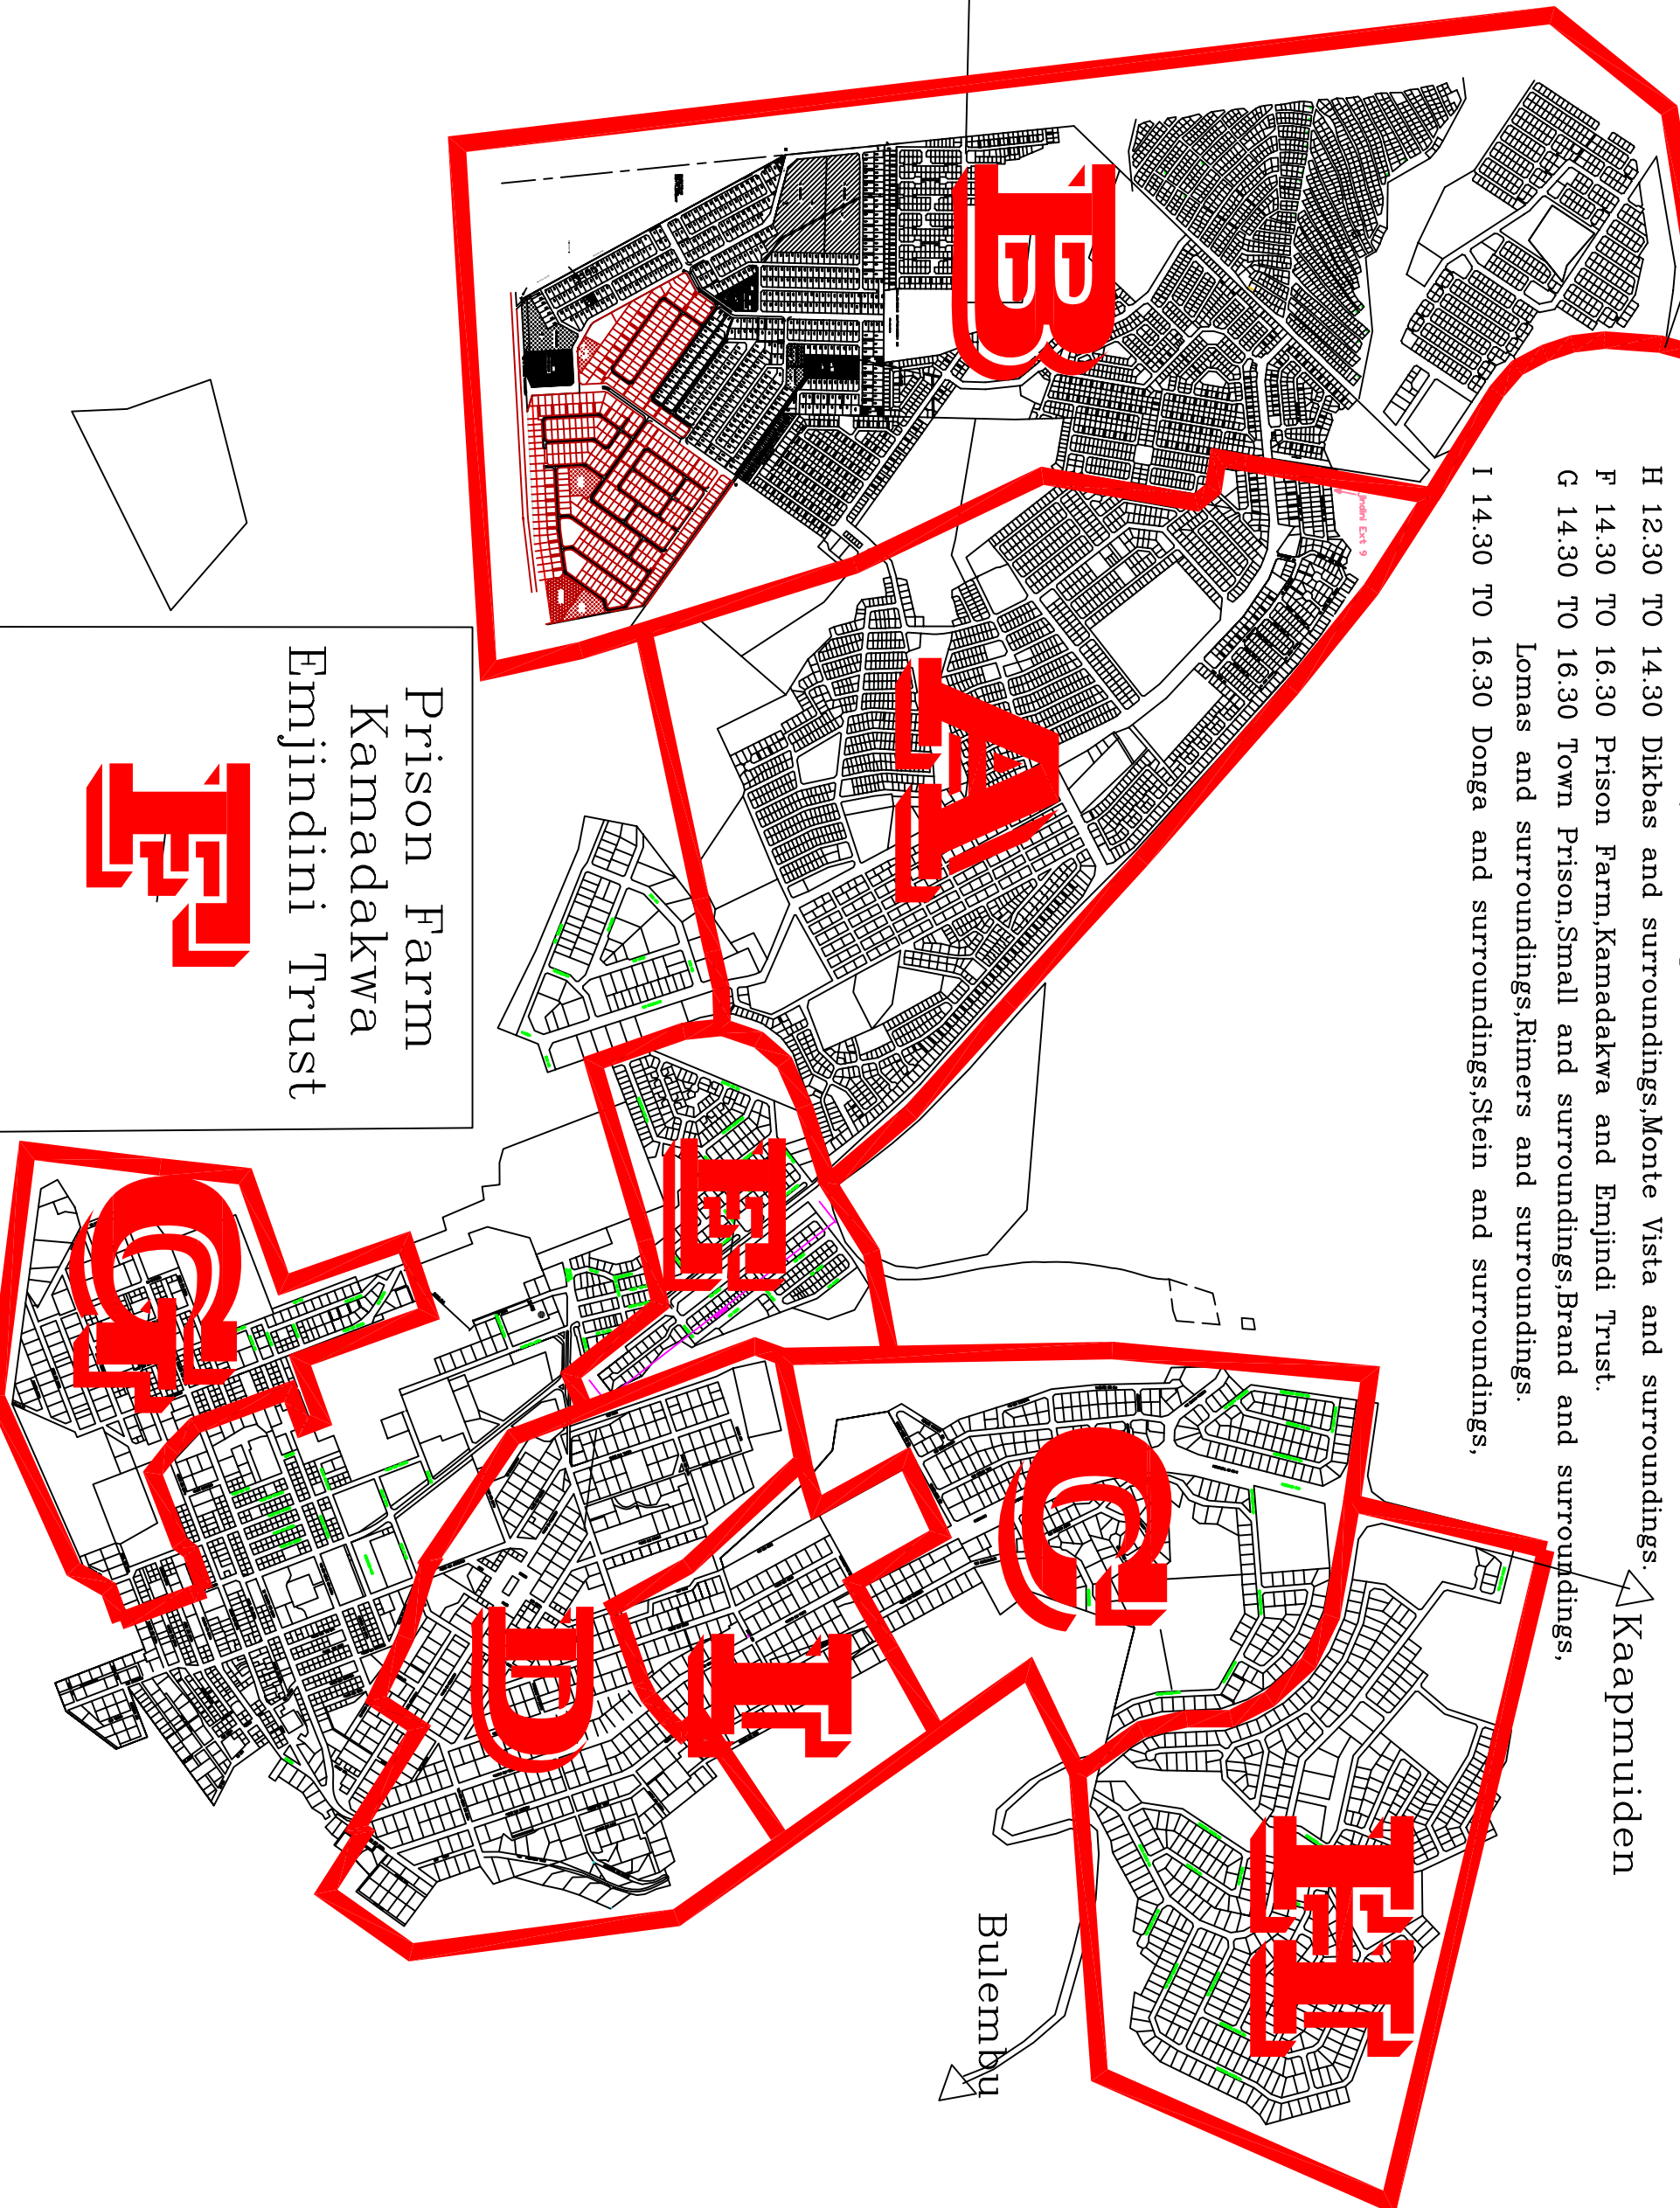 H 12.30 TO 14.30 Dikbas and surroundings,Monte Vista and surroundings.
F 14.30 TO 16.30 Prison Farm,Kamadakwa and Emjindi Trust.
G 14.30 TO 16.30 Town Prison,Small and surroundings,Brand and surroundings,
Lomas and surroundings,Rimers and surroundings.
I 14.30 TO 16.30 Donga and surroundings,Stein and surroundings,
jindini Ext 9
Kaapmuiden
Bulembu
B
A
E
C
H
I
D
G
Prison Farm
Kamadakwa
Emjindini Trust
F